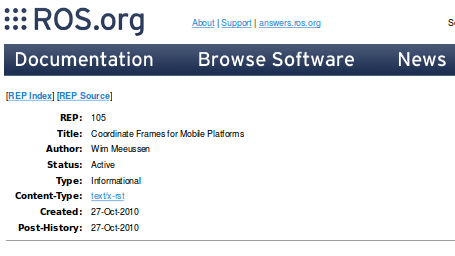 ROS.org
About | Support | answers.ros.org
Documentation Browse Software News
[REP Index] [REP Source]
REP: 105
Title: Coordinate Frames for Mobile Platforms
Author: Wim Meeussen
Status: Active
Type: Informational
Content-Type: text/x-rst
Created: 27-Oct-2010
Post-History: 27-Oct-2010